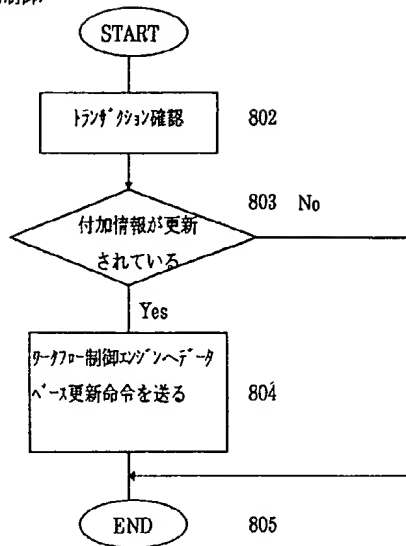 START
トランザクション確認 802
803 No
付加情報が更新
されている
Yes
ワークフロー制御エンジンへデータ
ベース更新命令を送る 804
END 805